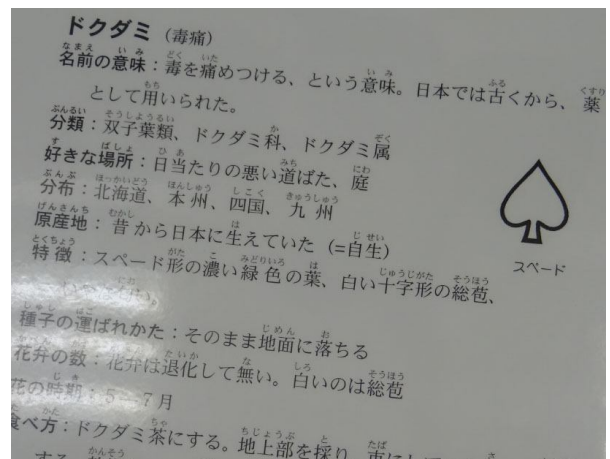 ドクダミ（毒痛）
名前の意味：毒を痛めつける、という意味。日本では古くから、薬
として用いられた。
分類：双子葉類、ドクダミ科、ドクダミ属
好きな場所：日当たりの悪い道ばた、庭
分布：北海道、本州、四国、九州
原産地：昔から日本に生えていた（=自生）
特徴：スペード形の濃い緑色の葉、白い十字形の総苞、
種子の運ばれかた：そのまま地面に落ちる
花弁の数：花弁は退化して無い。白いのは総苞
花の時期：5―7月
食べ方：ドクダミ茶にする。地上部を採り、
スペード